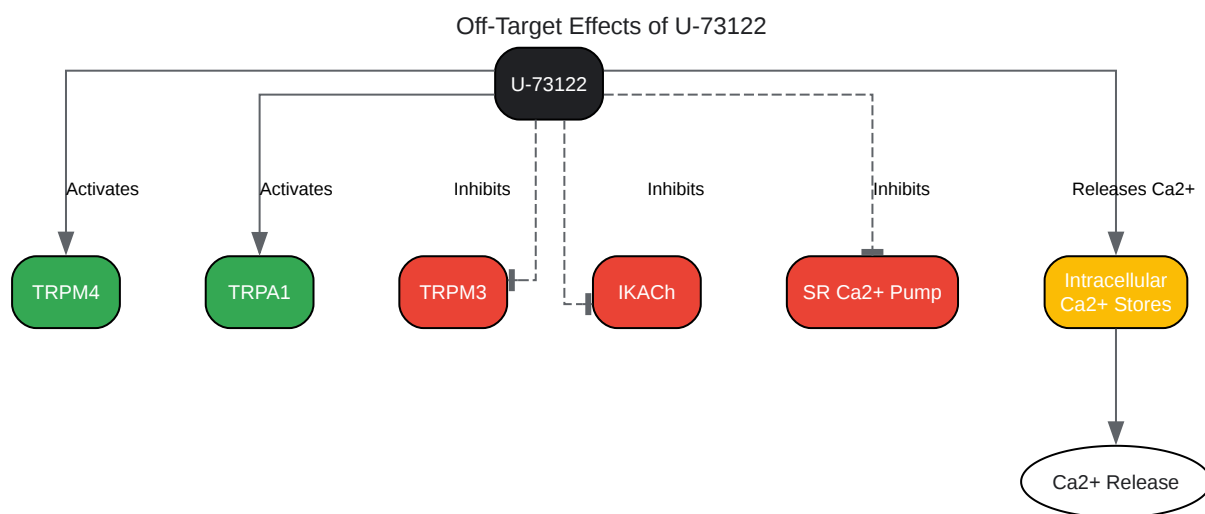 Off-Target Effects of U-73122
U-73122
Activates
Activates
Inhibits
Inhibits
Inhibits
Releases Ca2+
TRPM4
TRPA1
TRPM3
IKACh
SR Ca2+ Pump
Intracellular
Ca2+ Stores
Ca2+ Release